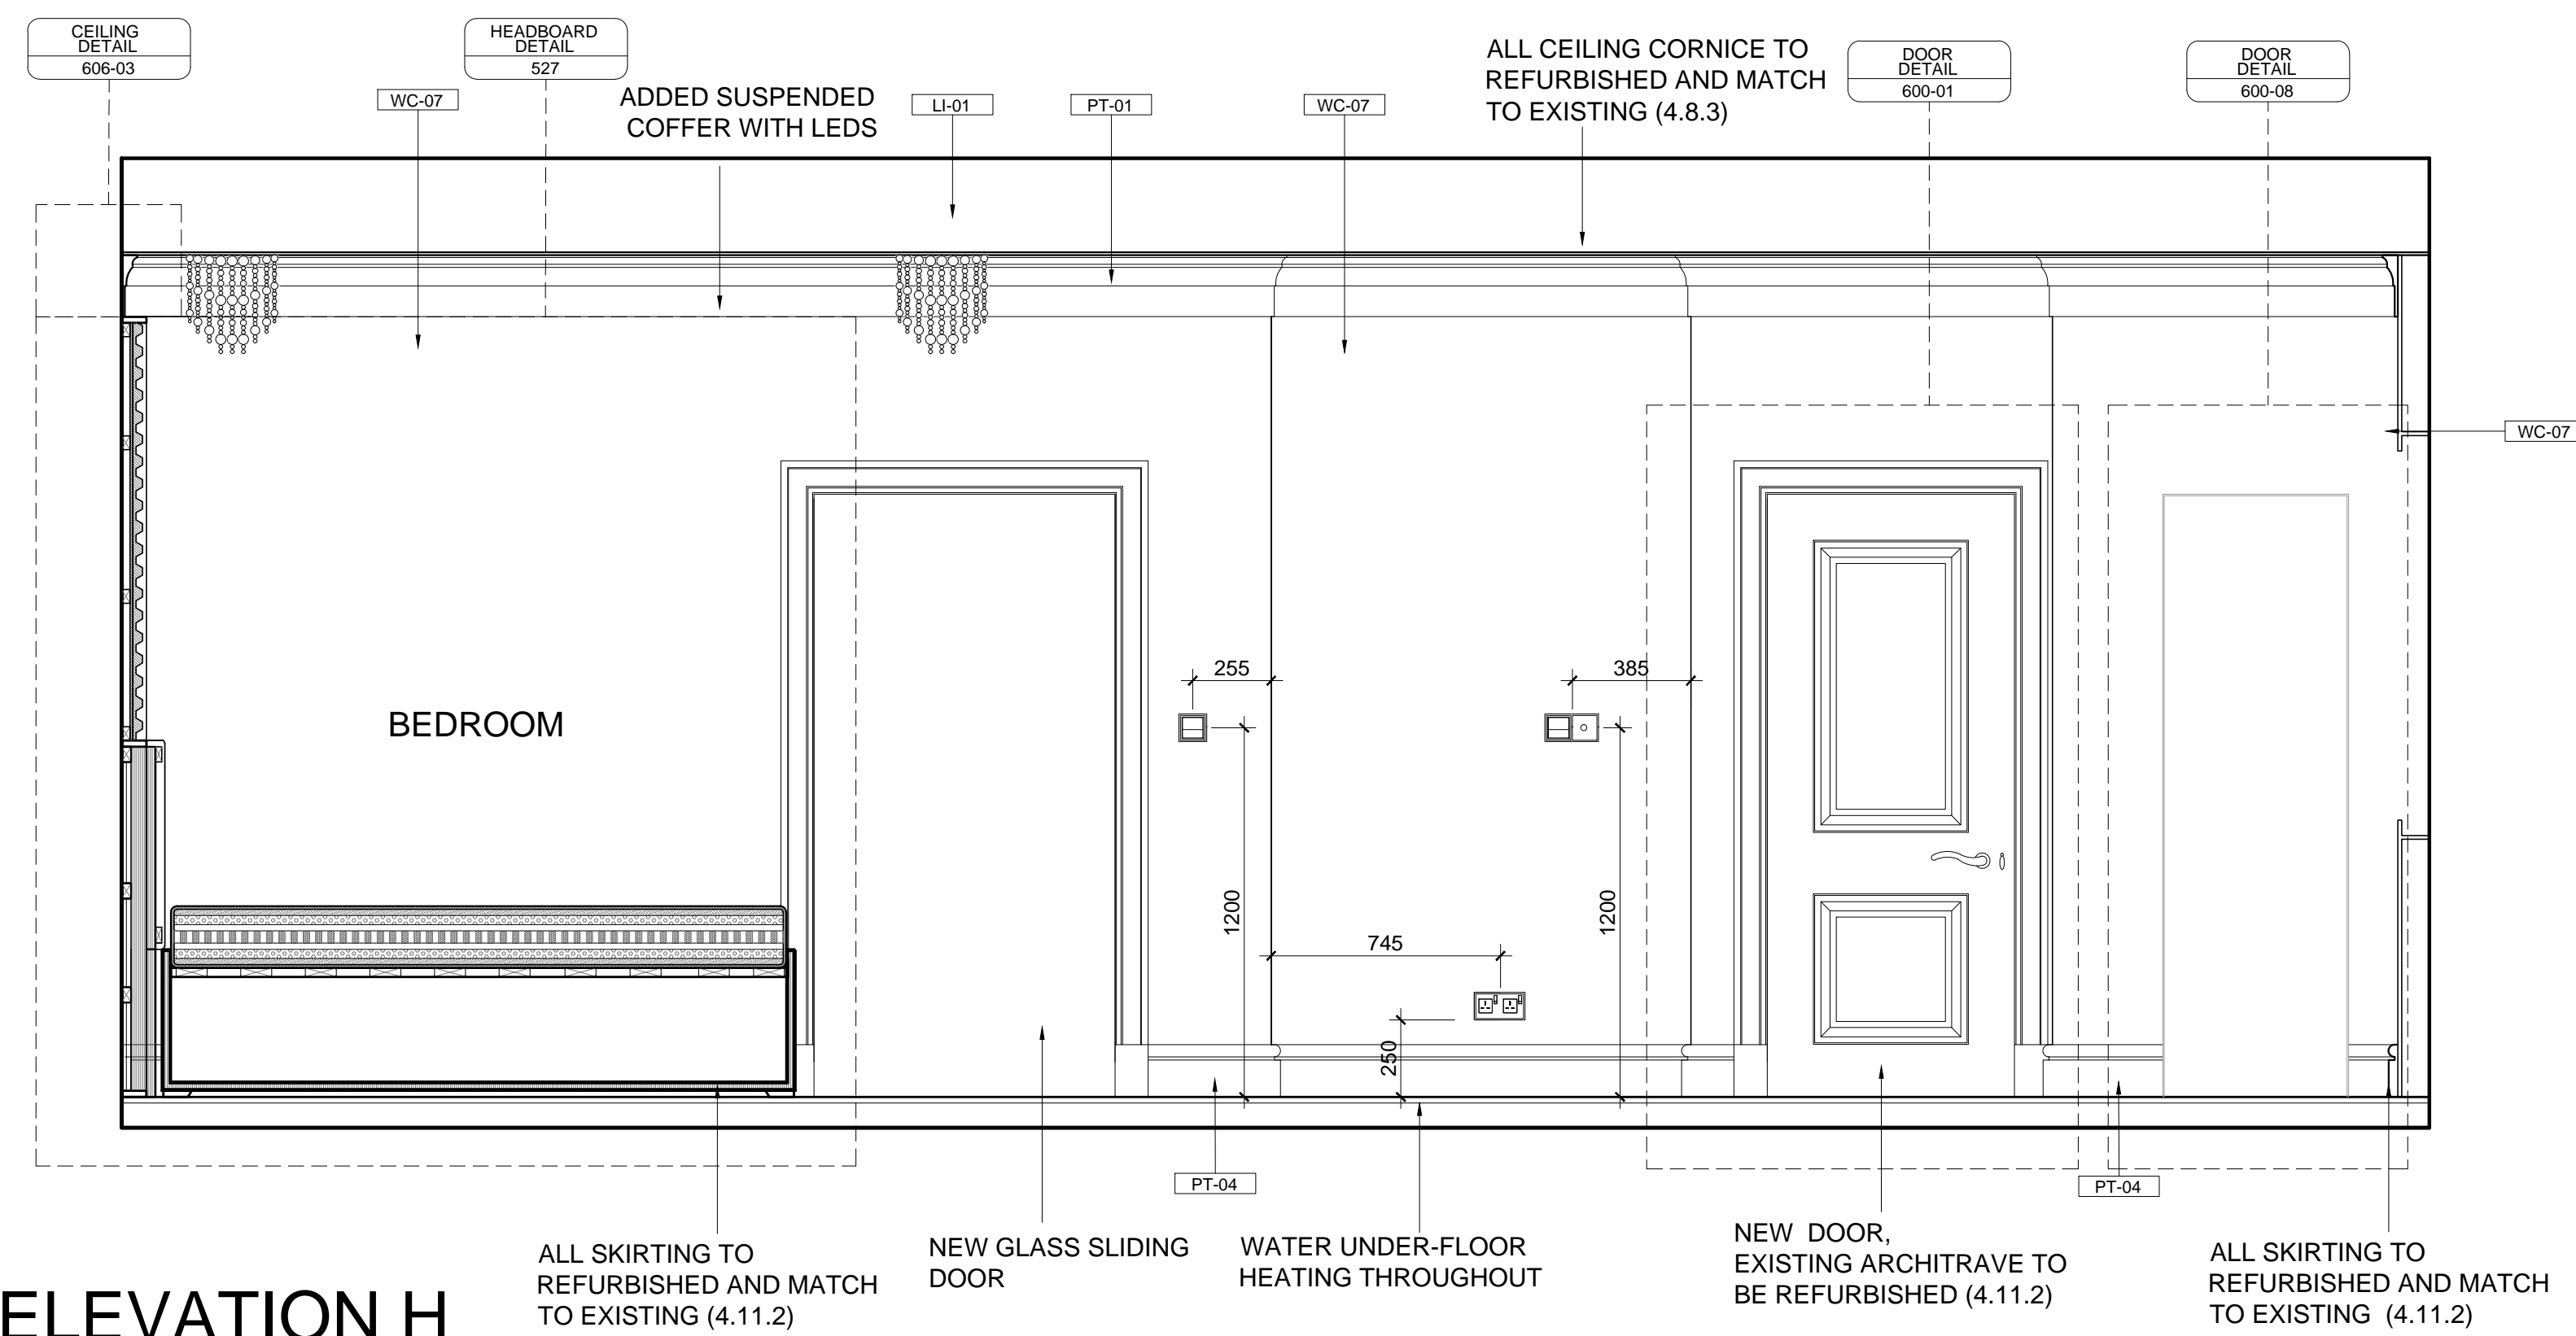 CEILING
DETAIL
606-03
HEADBOARD
DETAIL
527
WC-07
ADDED SUSPENDED
COFFER WITH LEDS
LI-01
PT-01
WC-07
ALL CEILING CORNICE TO
REFURBISHED AND MATCH
TO EXISTING (4.8.3)
DOOR
DETAIL
600-01
DOOR
DETAIL
600-08
WC-07
255
385
BEDROOM
1200
1200
745
250
PT-04
PT-04
ALL SKIRTING TO
REFURBISHED AND MATCH
TO EXISTING (4.11.2)
NEW GLASS SLIDING
DOOR
WATER UNDER-FLOOR
HEATING THROUGHOUT
NEW  DOOR,
EXISTING ARCHITRAVE TO
BE REFURBISHED (4.11.2)
ALL SKIRTING TO
REFURBISHED AND MATCH
TO EXISTING  (4.11.2)
ELEVATION H